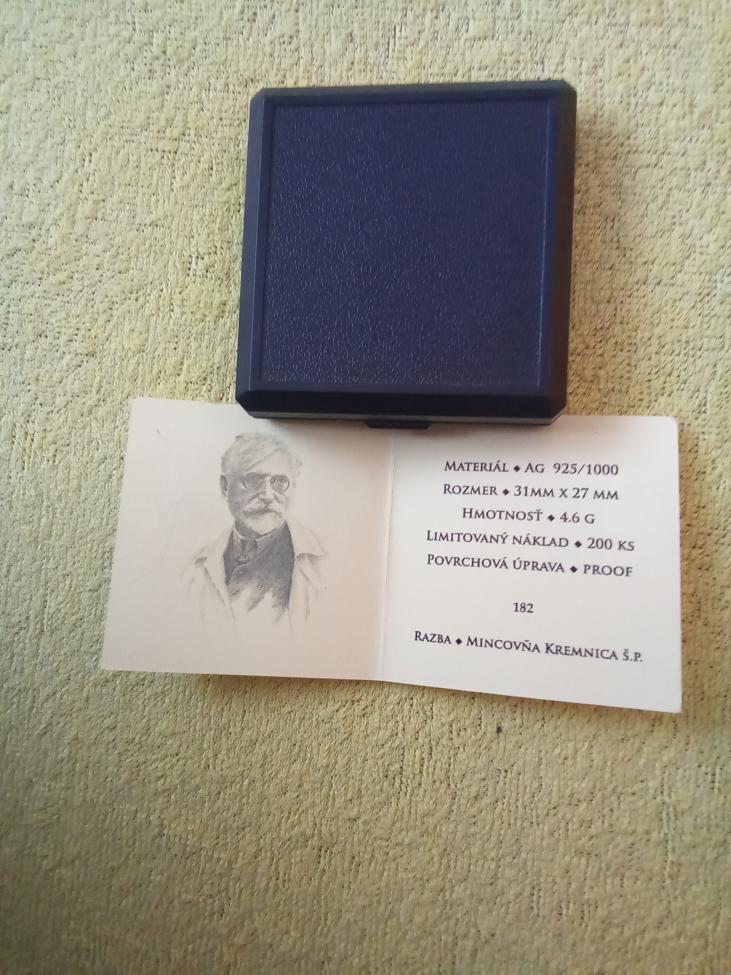 Materiál ◆ Ag 925/1000
Rozmer ◆ 31mm x 27 mm
Hmotnosť ◆ 4.6 g
Limitovaný náklad ◆ 200 ks
Povrchová úprava ◆ proof
182
Razba ◆ Mincovňa Kremnica š.p.